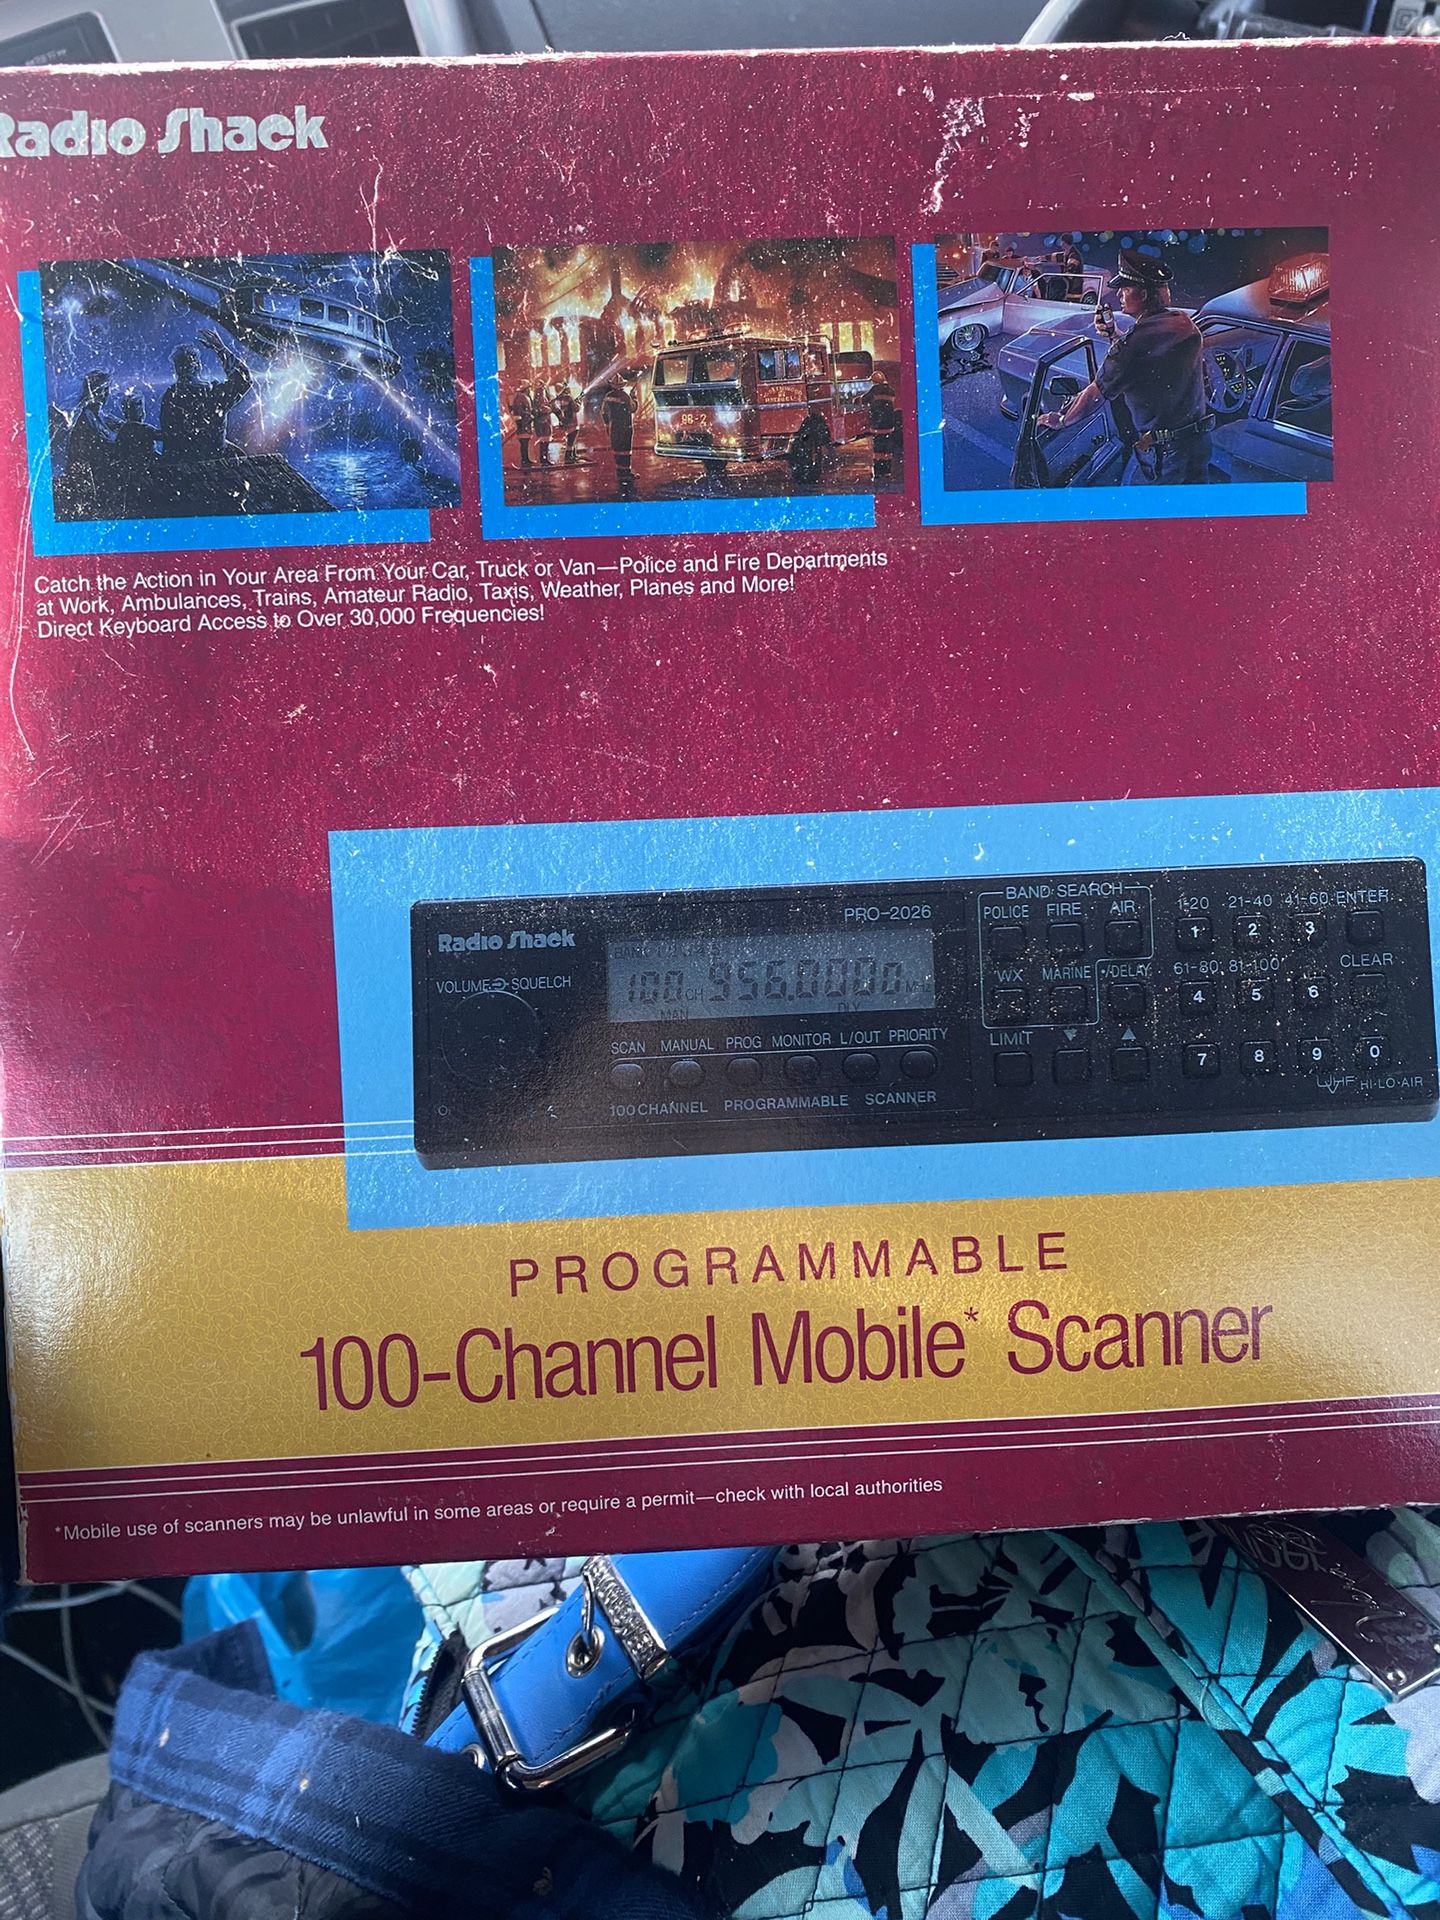 Radio Shack
88-2
Catch the Action in Your Area From Your Car, Truck or Van—Police and Fire Departments
at Work, Ambulances, Trains, Amateur Radio, Taxis, Weather, Planes and More!
Direct Keyboard Access to Over 30,000 Frequencies!
Radio Shack
PRO-2026
VOLUME SQUELCH
BANK
100 CH 956.0000 MHz
MAN DLY
SCAN MANUAL PROG MONITOR L/OUT PRIORITY
100 CHANNEL PROGRAMMABLE SCANNER
BAND SEARCH
POLICE FIRE AIR
WX MARINE •/DELAY
LIMIT ▼ ▲
1-20 21-40 41-60 ENTER
1 2 3
61-80 81-100 CLEAR
4 5 6
7 8 9 0
UHF HI·LO·AIR
PROGRAMMABLE
100-Channel Mobile* Scanner
*Mobile use of scanners may be unlawful in some areas or require a permit—check with local authorities